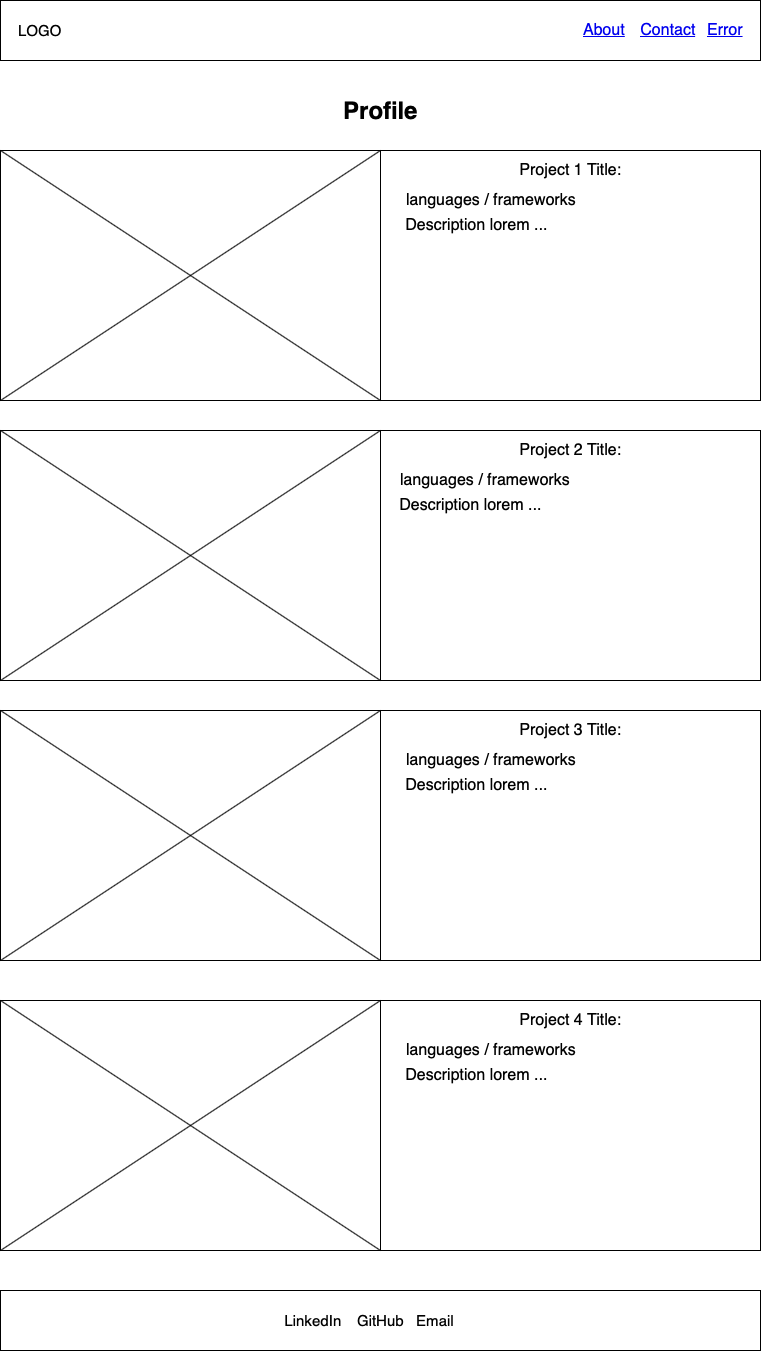 LOGO About Contact Error
Profile
Project 1 Title:
languages / frameworks
Description lorem ...
Project 2 Title:
languages / frameworks
Description lorem ...
Project 3 Title:
languages / frameworks
Description lorem ...
Project 4 Title:
languages / frameworks
Description lorem ...
LinkedIn GitHub Email